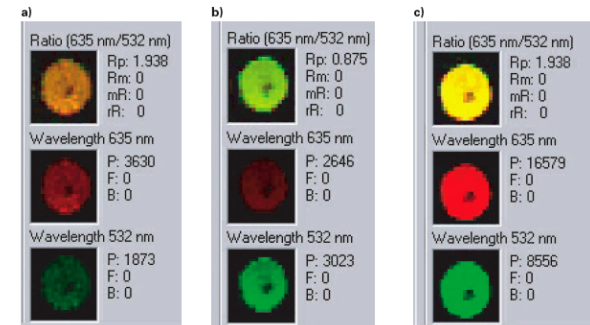 a)
Ratio (635 nm/532 nm)
Rp: 1.938
Rm: 0
mR: 0
rR: 0
Wavelength 635 nm
P: 3630
F: 0
B: 0
Wavelength 532 nm
P: 1873
F: 0
B: 0
b)
Ratio (635 nm/532 nm)
Rp: 0.875
Rm: 0
mR: 0
rR: 0
Wavelength 635 nm
P: 2646
F: 0
B: 0
Wavelength 532 nm
P: 3023
F: 0
B: 0
c)
Ratio (635 nm/532 nm)
Rp: 1.938
Rm: 0
mR: 0
rR: 0
Wavelength 635 nm
P: 16579
F: 0
B: 0
Wavelength 532 nm
P: 8556
F: 0
B: 0